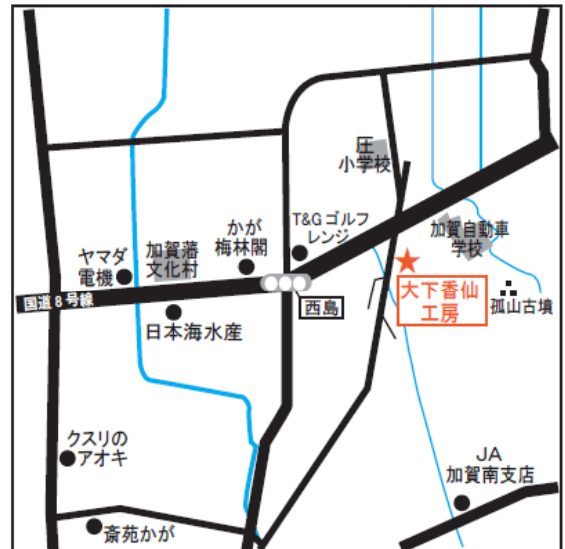 圧
小学校
T&Gゴルフ
レンジ
かが
梅林閣
加賀自動車
学校
ヤマダ
電機
加賀藩
文化村
国道8号線
西島
大下香仙
工房
孤山古墳
日本海水産
クスリの
アオキ
JA
加賀南支店
斎苑かが